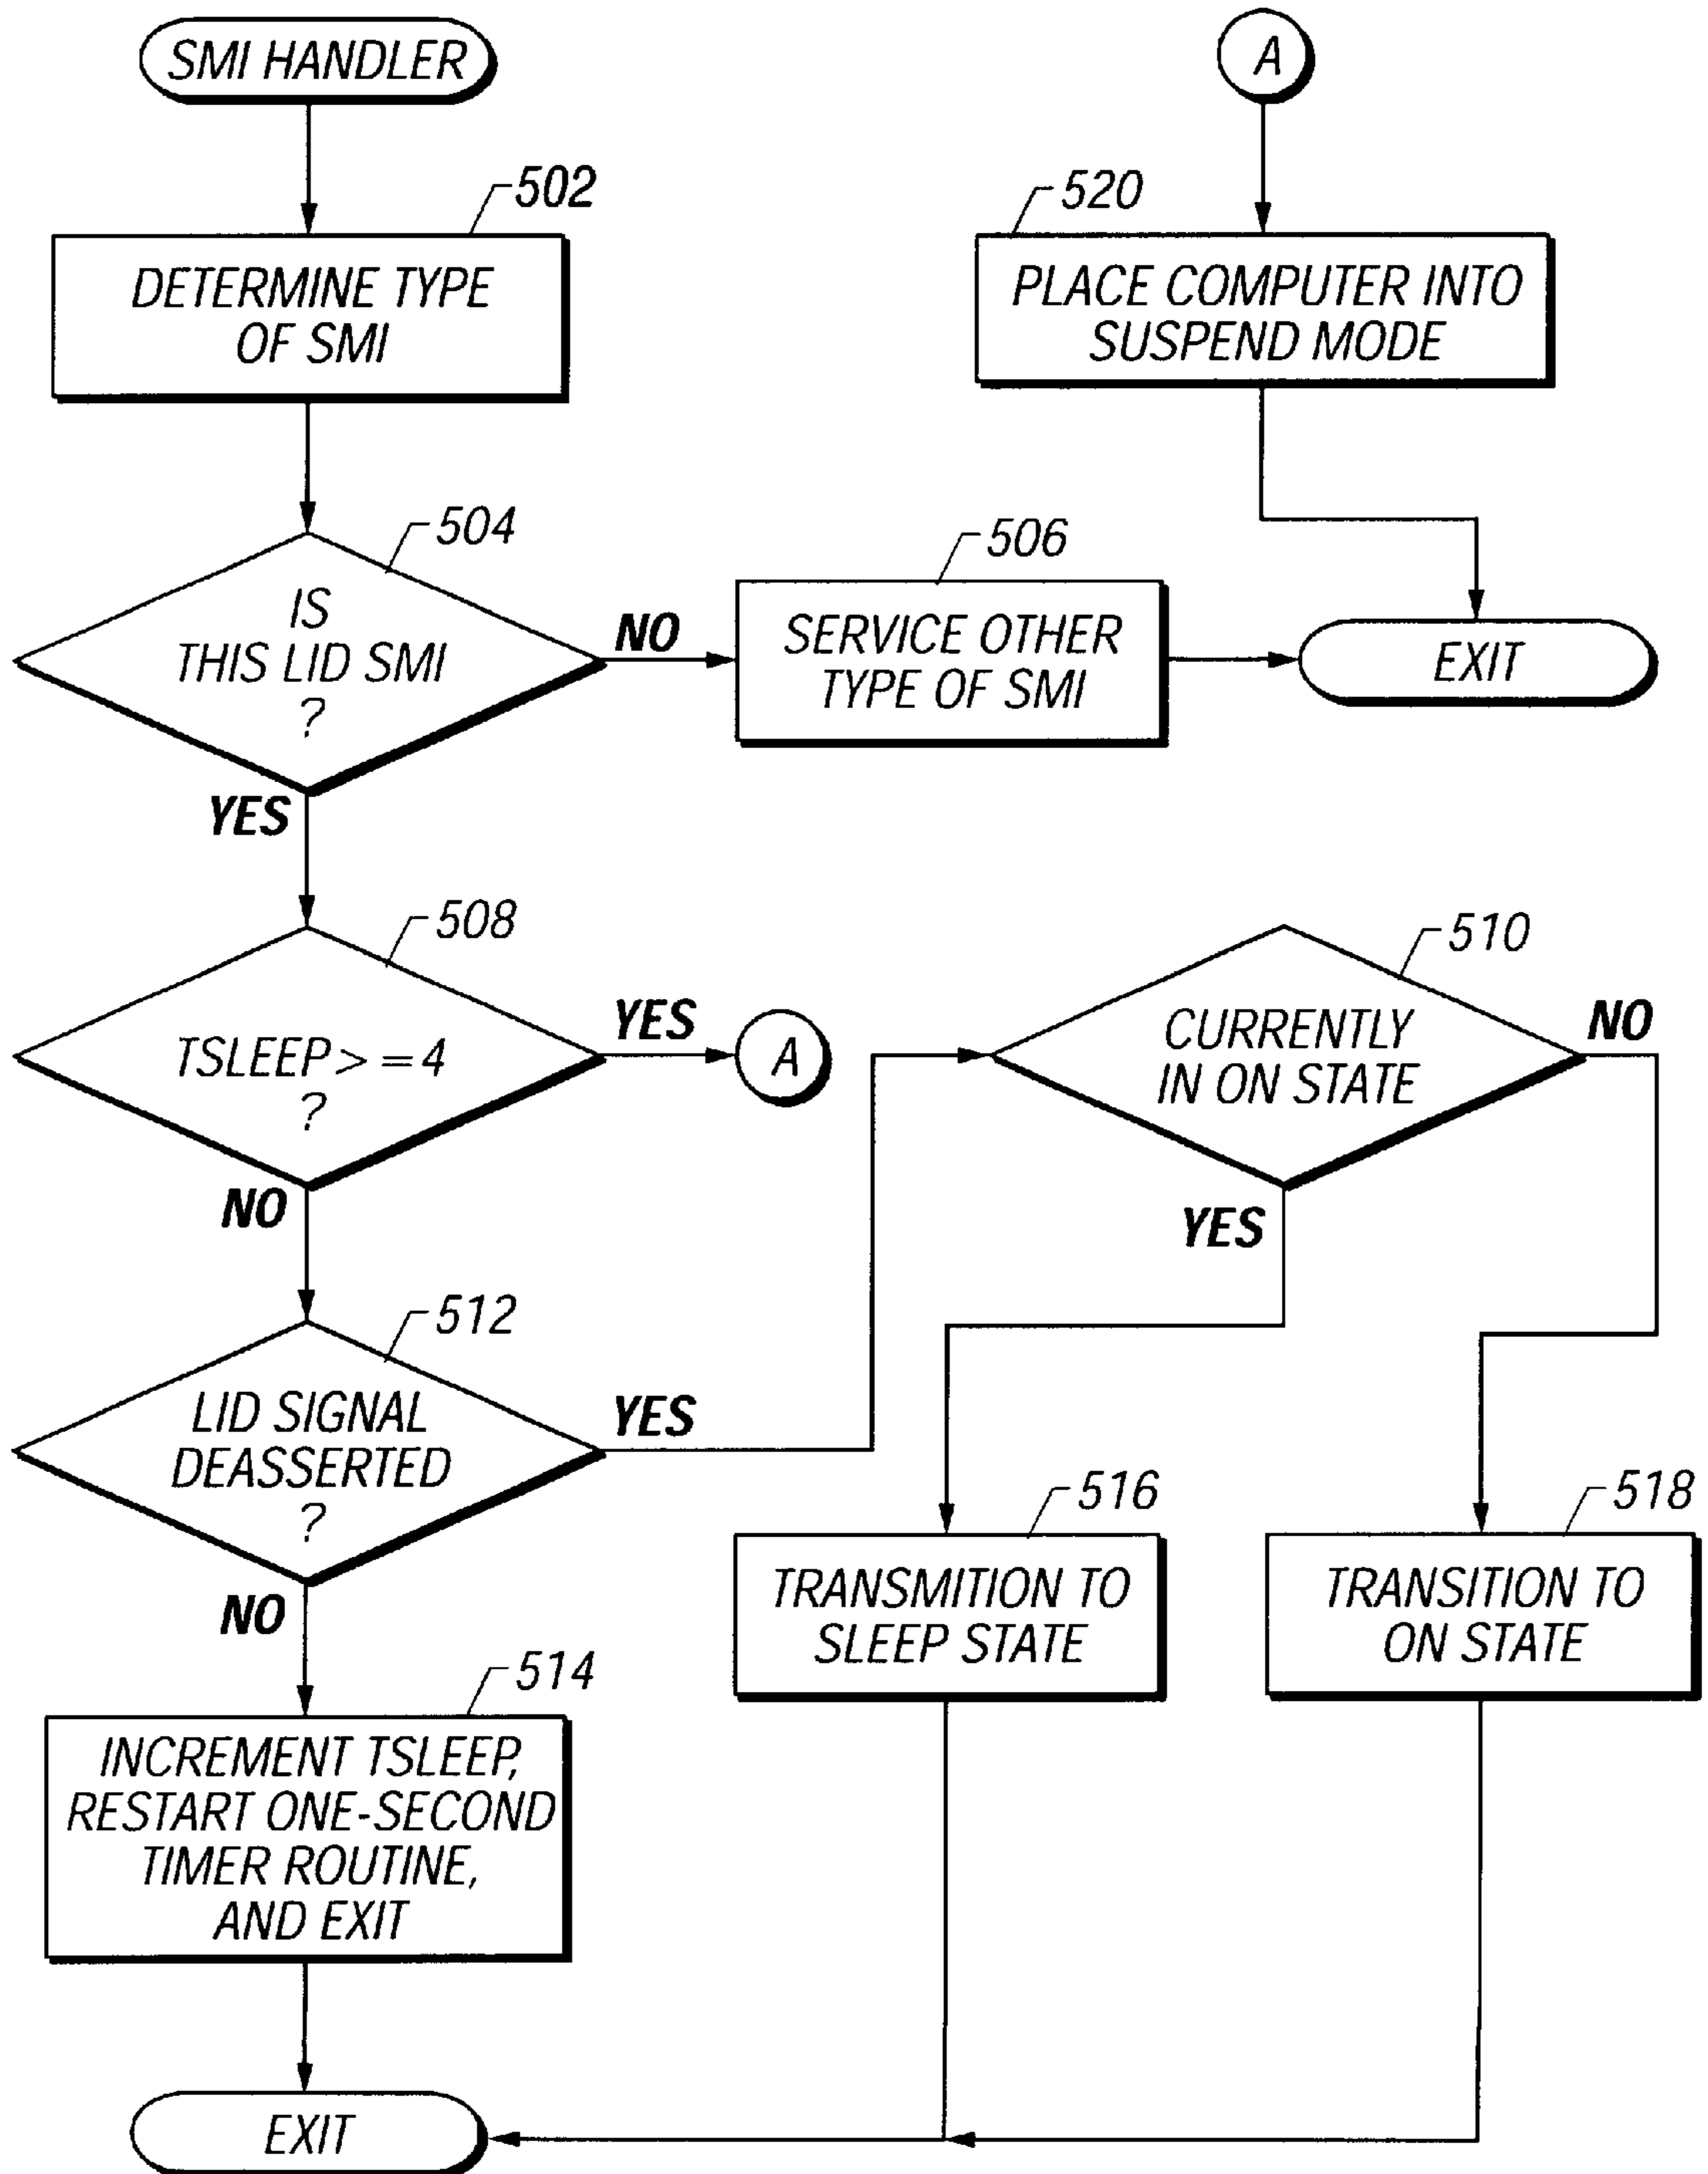 SMI HANDLER
502
DETERMINE TYPE
OF SMI
504
IS
THIS LID SMI
?
NO
506
SERVICE OTHER
TYPE OF SMI
EXIT
YES
A
520
PLACE COMPUTER INTO
SUSPEND MODE
508
TSLEEP > = 4
?
YES
A
NO
512
LID SIGNAL
DEASSERTED
?
YES
510
CURRENTLY
IN ON STATE
NO
YES
516
TRANSMITION TO
SLEEP STATE
518
TRANSITION TO
ON STATE
NO
514
INCREMENT TSLEEP,
RESTART ONE-SECOND
TIMER ROUTINE,
AND EXIT
EXIT